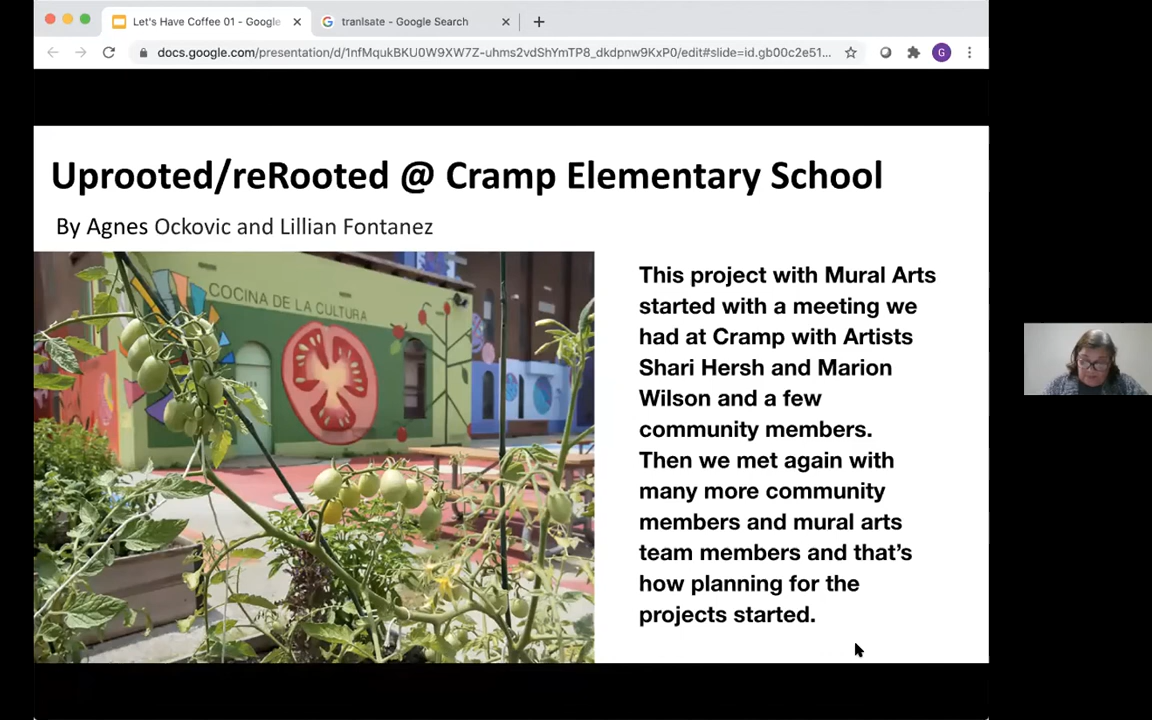 Let's Have Coffee 01 - Google
tranlsate - Google Search
docs.google.com/presentation/d/1nfMqukBKU0W9XW7Z-uhms2vdShYmTP8_dkdpnw9KxP0/edit#slide=id.gb00c2e51...
G
Uprooted/reRooted @ Cramp Elementary School
By Agnes Ockovic and Lillian Fontanez
COCINA DE LA CULTURA
This project with Mural Arts
started with a meeting we
had at Cramp with Artists
Shari Hersh and Marion
Wilson and a few
community members.
Then we met again with
many more community
members and mural arts
team members and that’s
how planning for the
projects started.